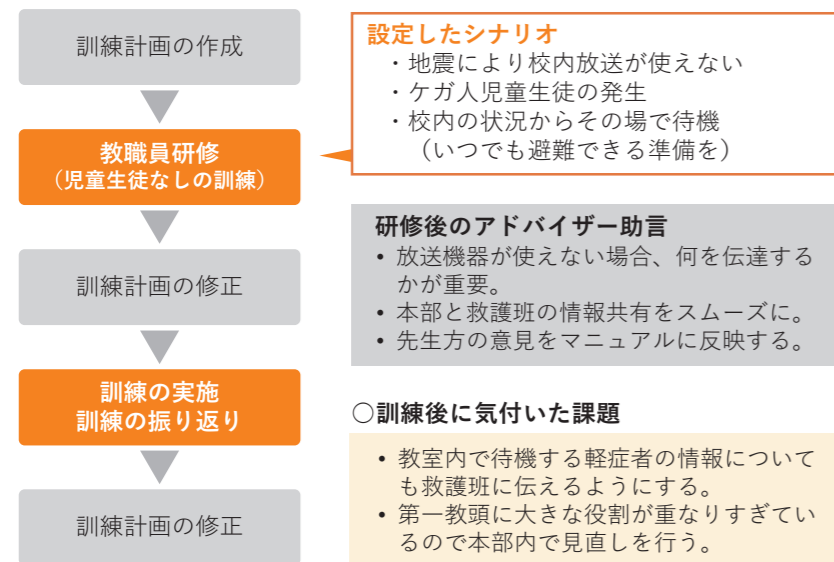 訓練計画の作成
教職員研修
（児童生徒なしの訓練）
訓練計画の修正
訓練の実施
訓練の振り返り
訓練計画の修正
設定したシナリオ
・地震により校内放送が使えない
・ケガ人児童生徒の発生
・校内の状況からその場で待機
（いつでも避難できる準備を）
研修後のアドバイザー助言
• 放送機器が使えない場合、何を伝達する
かが重要。
• 本部と救護班の情報共有をスムーズに。
• 先生方の意見をマニュアルに反映する。
○訓練後に気付いた課題
• 教室内で待機する軽症者の情報について
も救護班に伝えるようにする。
• 第一教頭に大きな役割が重なりすぎてい
るので本部内で見直しを行う。